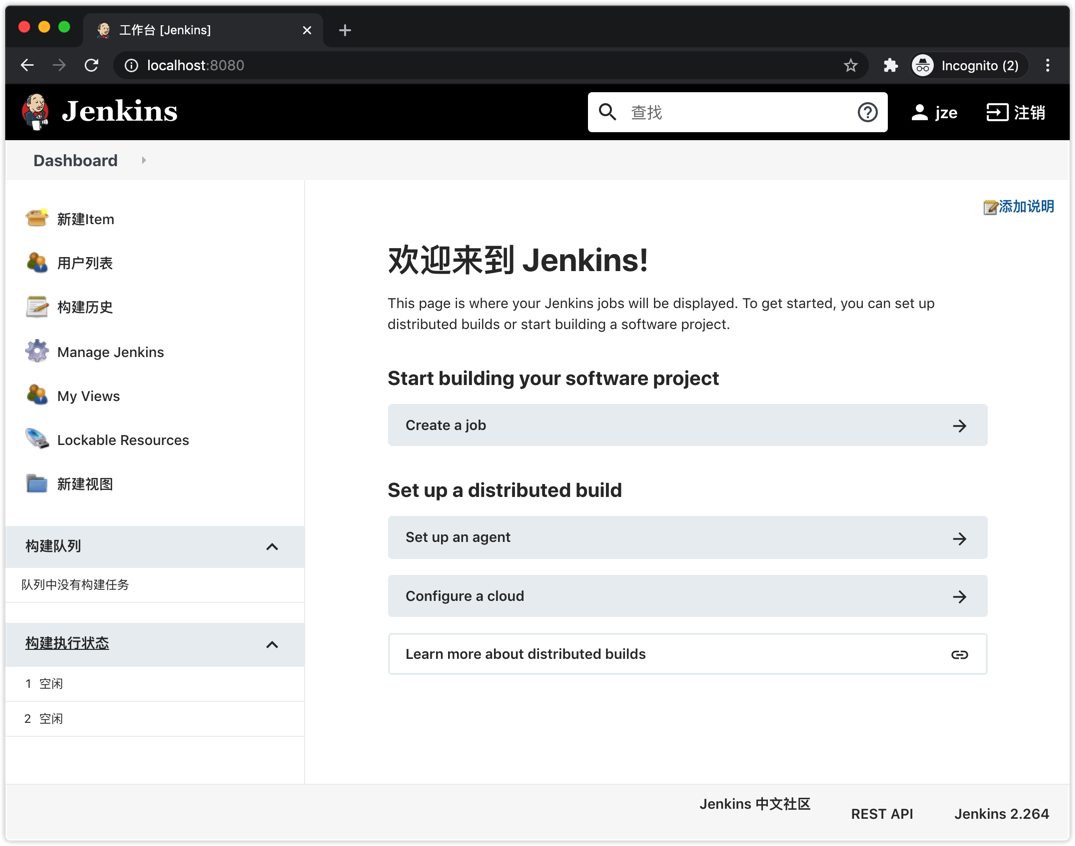 工作台 [Jenkins]
localhost:8080
Incognito (2)
Jenkins
查找
jze
注销
Dashboard
添加说明
新建Item
用户列表
构建历史
Manage Jenkins
My Views
Lockable Resources
新建视图
构建队列
队列中没有构建任务
构建执行状态
1 空闲
2 空闲
欢迎来到 Jenkins!
This page is where your Jenkins jobs will be displayed. To get started, you can set up
distributed builds or start building a software project.
Start building your software project
Create a job
Set up a distributed build
Set up an agent
Configure a cloud
Learn more about distributed builds
Jenkins 中文社区
REST API
Jenkins 2.264